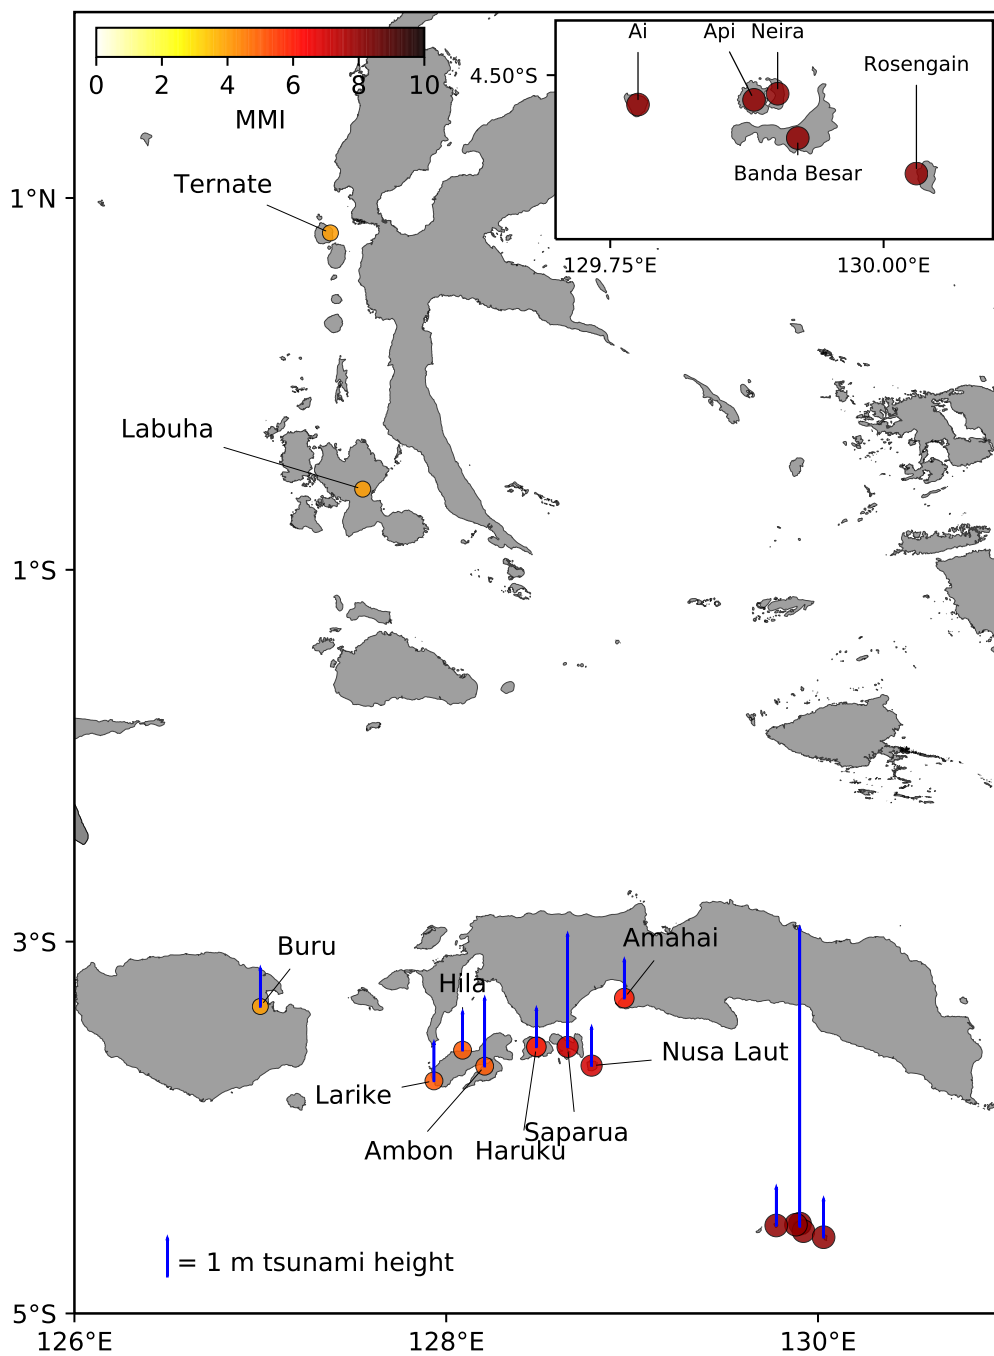 0 2 4 6 8 10
MMI
Ai Api Neira
4.50°S
Rosengain
Banda Besar
129.75°E 130.00°E
Ternate
1°N
Labuha
1°S
3°S
Buru
Amahai
Hila
Nusa Laut
Larike
Saparua
Ambon Haruku
= 1 m tsunami height
5°S
126°E 128°E 130°E